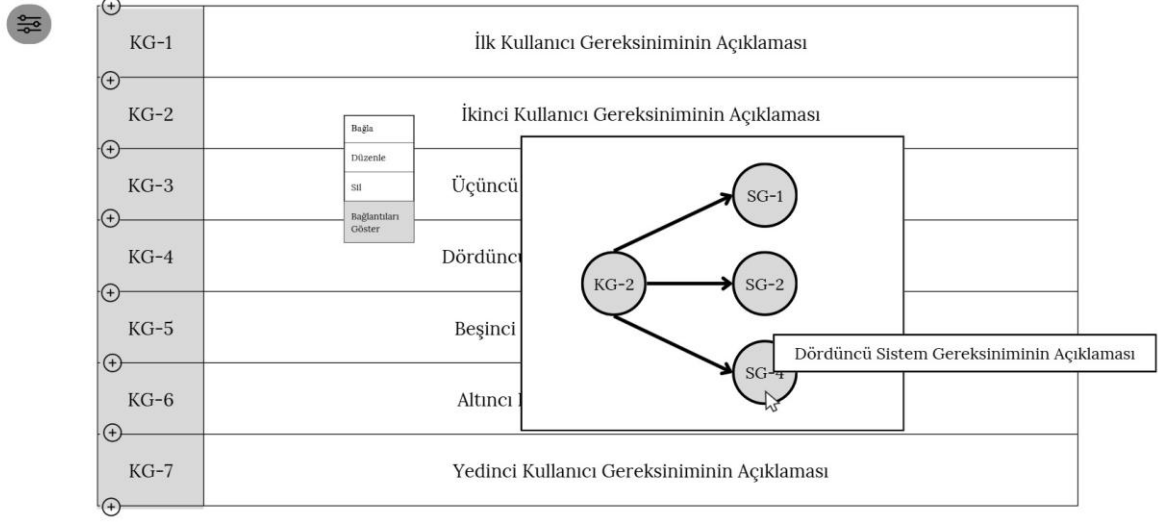 KG-1 İlk Kullanıcı Gereksiniminin Açıklaması
KG-2 İkinci Kullanıcı Gereksiniminin Açıklaması
KG-3 Üçüncü
KG-4 Dördüncü
KG-5 Beşinci
KG-6 Altıncı
KG-7 Yedinci Kullanıcı Gereksiniminin Açıklaması
Bağla
Düzenle
Sil
Bağlantıları
Göster
SG-1
KG-2
SG-2
SG-4
Dördüncü Sistem Gereksiniminin Açıklaması